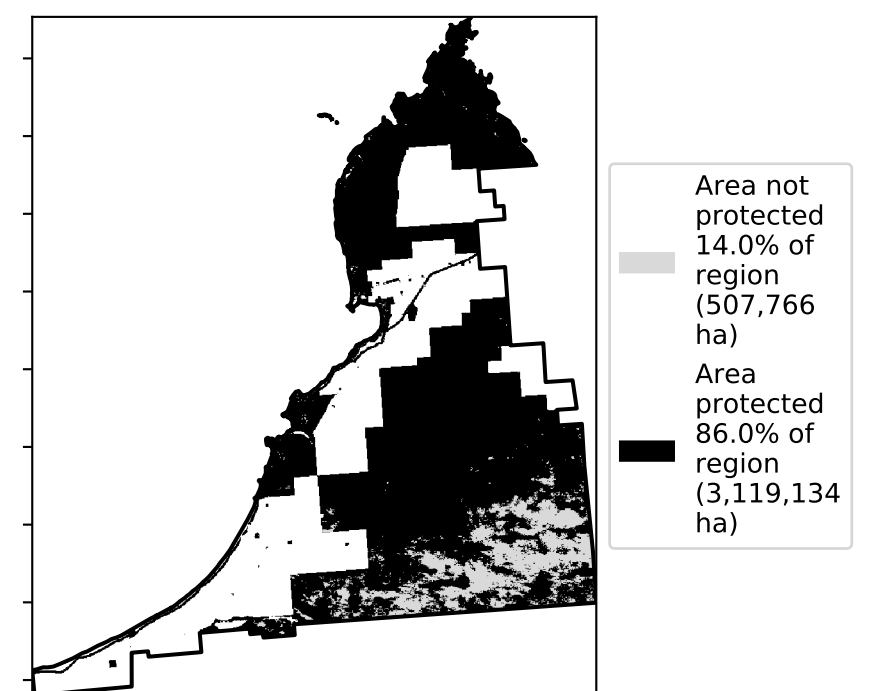 Area not
protected
14.0% of
region
(507,766
ha)
Area
protected
86.0% of
region
(3,119,134
ha)